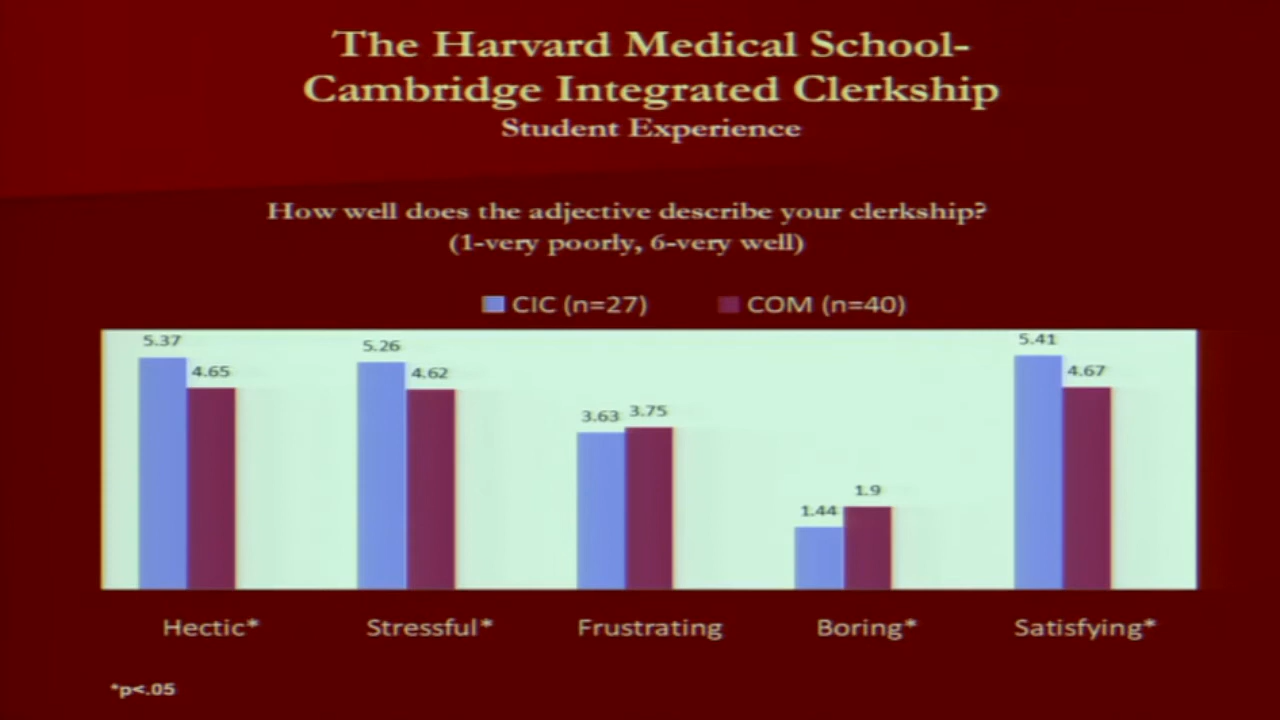 The Harvard Medical School-
Cambridge Integrated Clerkship
Student Experience
How well does the adjective describe your clerkship?
(1-very poorly, 6-very well)
CIC (n=27) COM (n=40)
5.37 4.65 5.26 4.62 3.63 3.75 1.44 1.9 5.41 4.67
Hectic* Stressful* Frustrating Boring* Satisfying*
*p<.05